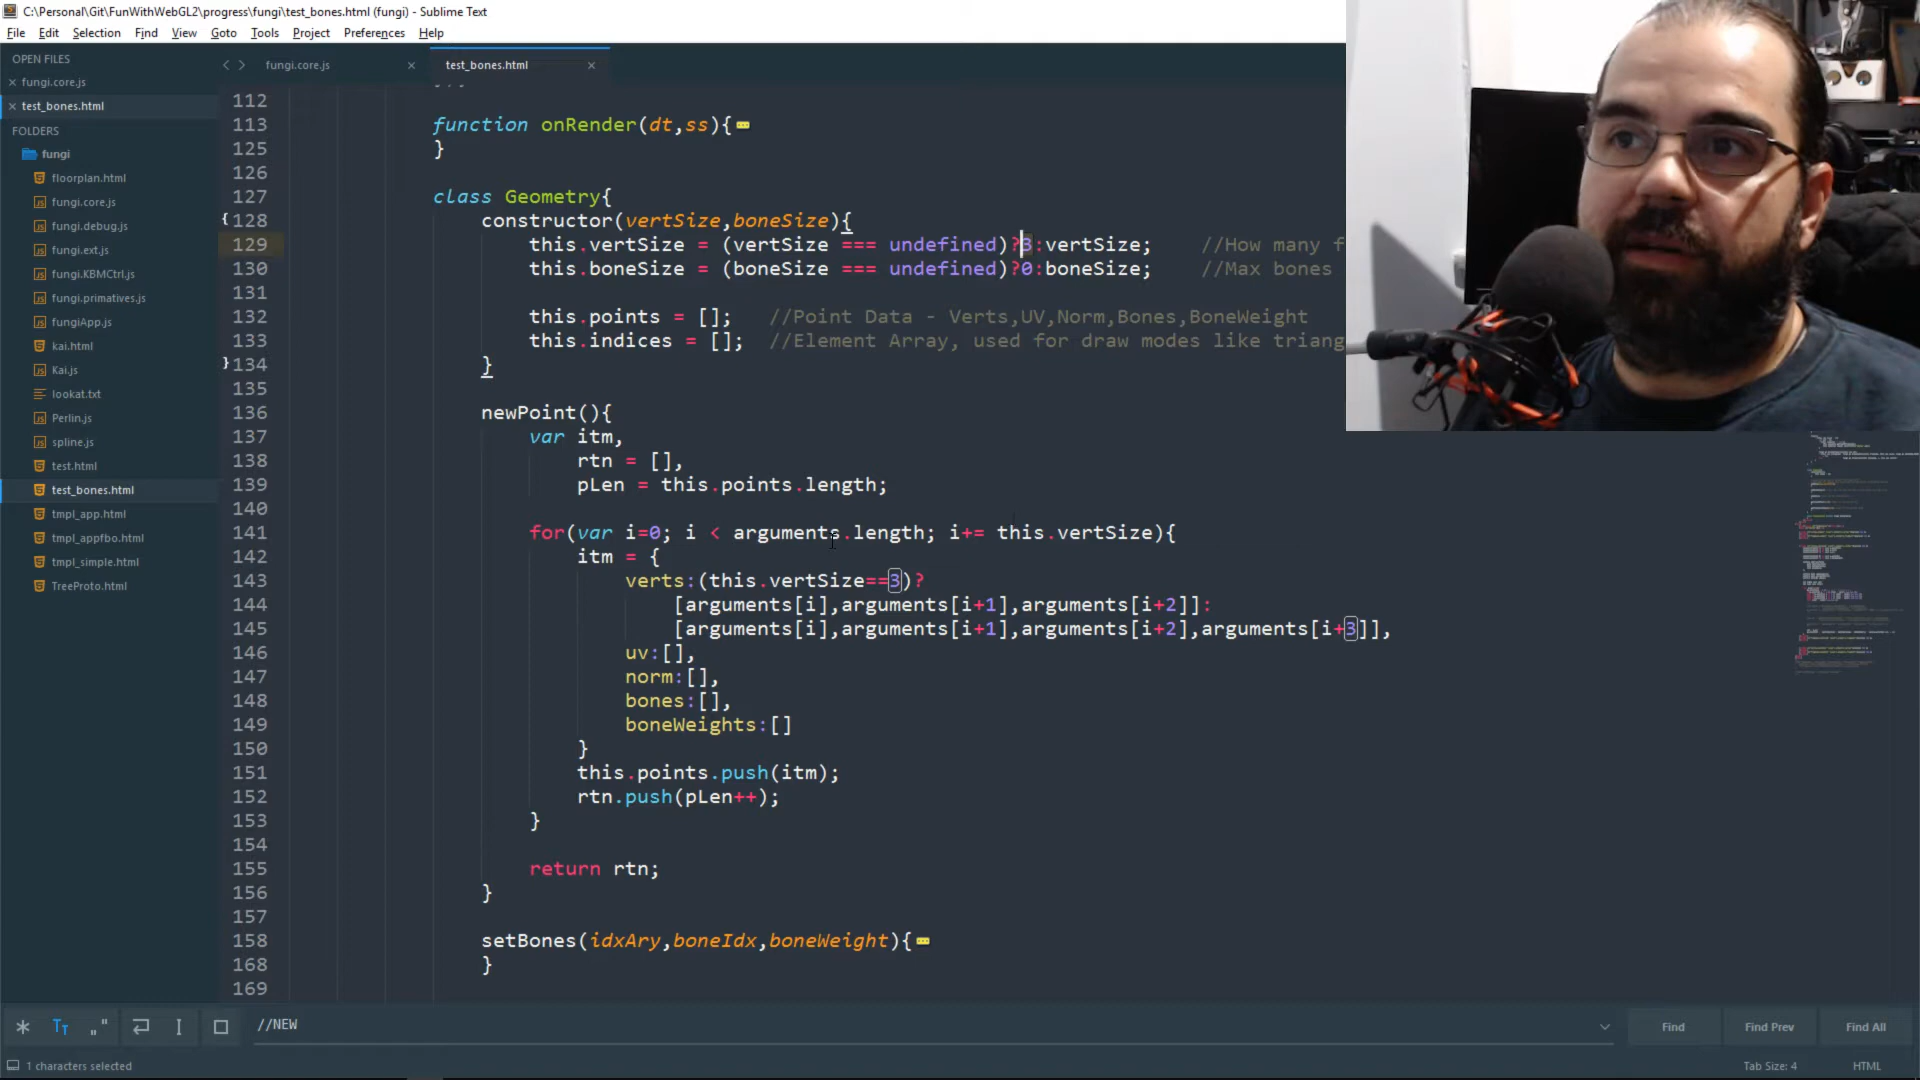 C:\Personal\Git\FunWithWebGL2\progress\fungi\test_bones.html (fungi) - Sublime Text
File Edit Selection Find View Goto Tools Project Preferences Help
OPEN FILES
fungi.core.js
test_bones.html
FOLDERS
fungi
floorplan.html
fungi.core.js
fungi.debug.js
fungi.ext.js
fungi.KBMCtrl.js
fungi.primatives.js
fungiApp.js
kai.html
Kai.js
lookat.txt
Perlin.js
spline.js
test.html
test_bones.html
tmpl_app.html
tmpl_appfbo.html
tmpl_simple.html
TreeProto.html
fungi.core.js test_bones.html
112
113 function onRender(dt,ss){
125 }
126
127 class Geometry{
128 constructor(vertSize,boneSize){
129 this.vertSize = (vertSize === undefined)?3:vertSize; //How many f
130 this.boneSize = (boneSize === undefined)?0:boneSize; //Max bones
131
132 this.points = []; //Point Data - Verts,UV,Norm,Bones,BoneWeight
133 this.indices = []; //Element Array, used for draw modes like triang
134 }
135
136 newPoint(){
137 var itm,
138 rtn = [],
139 pLen = this.points.length;
140
141 for(var i=0; i < arguments.length; i+= this.vertSize){
142 itm = {
143 verts:(this.vertSize==3)?
144 [arguments[i],arguments[i+1],arguments[i+2]]:
145 [arguments[i],arguments[i+1],arguments[i+2],arguments[i+3]],
146 uv:[],
147 norm:[],
148 bones:[],
149 boneWeights:[]
150 }
151 this.points.push(itm);
152 rtn.push(pLen++);
153 }
154
155 return rtn;
156 }
157
158 setBones(idxAry,boneIdx,boneWeight){
168 }
169
//NEW
Find Find Prev Find All
1 characters selected
Tab Size: 4 HTML